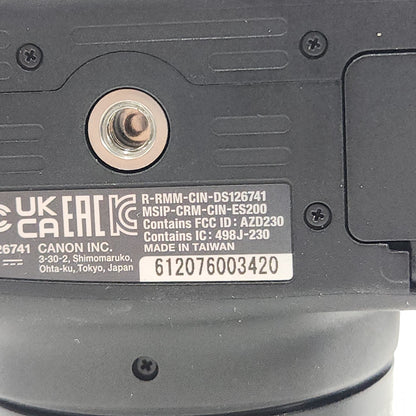 R-RMM-CIN-DS126741
MSIP-CRM-CIN-ES200
Contains FCC ID : AZD230
Contains IC : 498J-230
MADE IN TAIWAN
UK
CA EAC
26741 CANON INC.
3-30-2, Shimomaruko,
Ohta-ku, Tokyo, Japan
612076003420